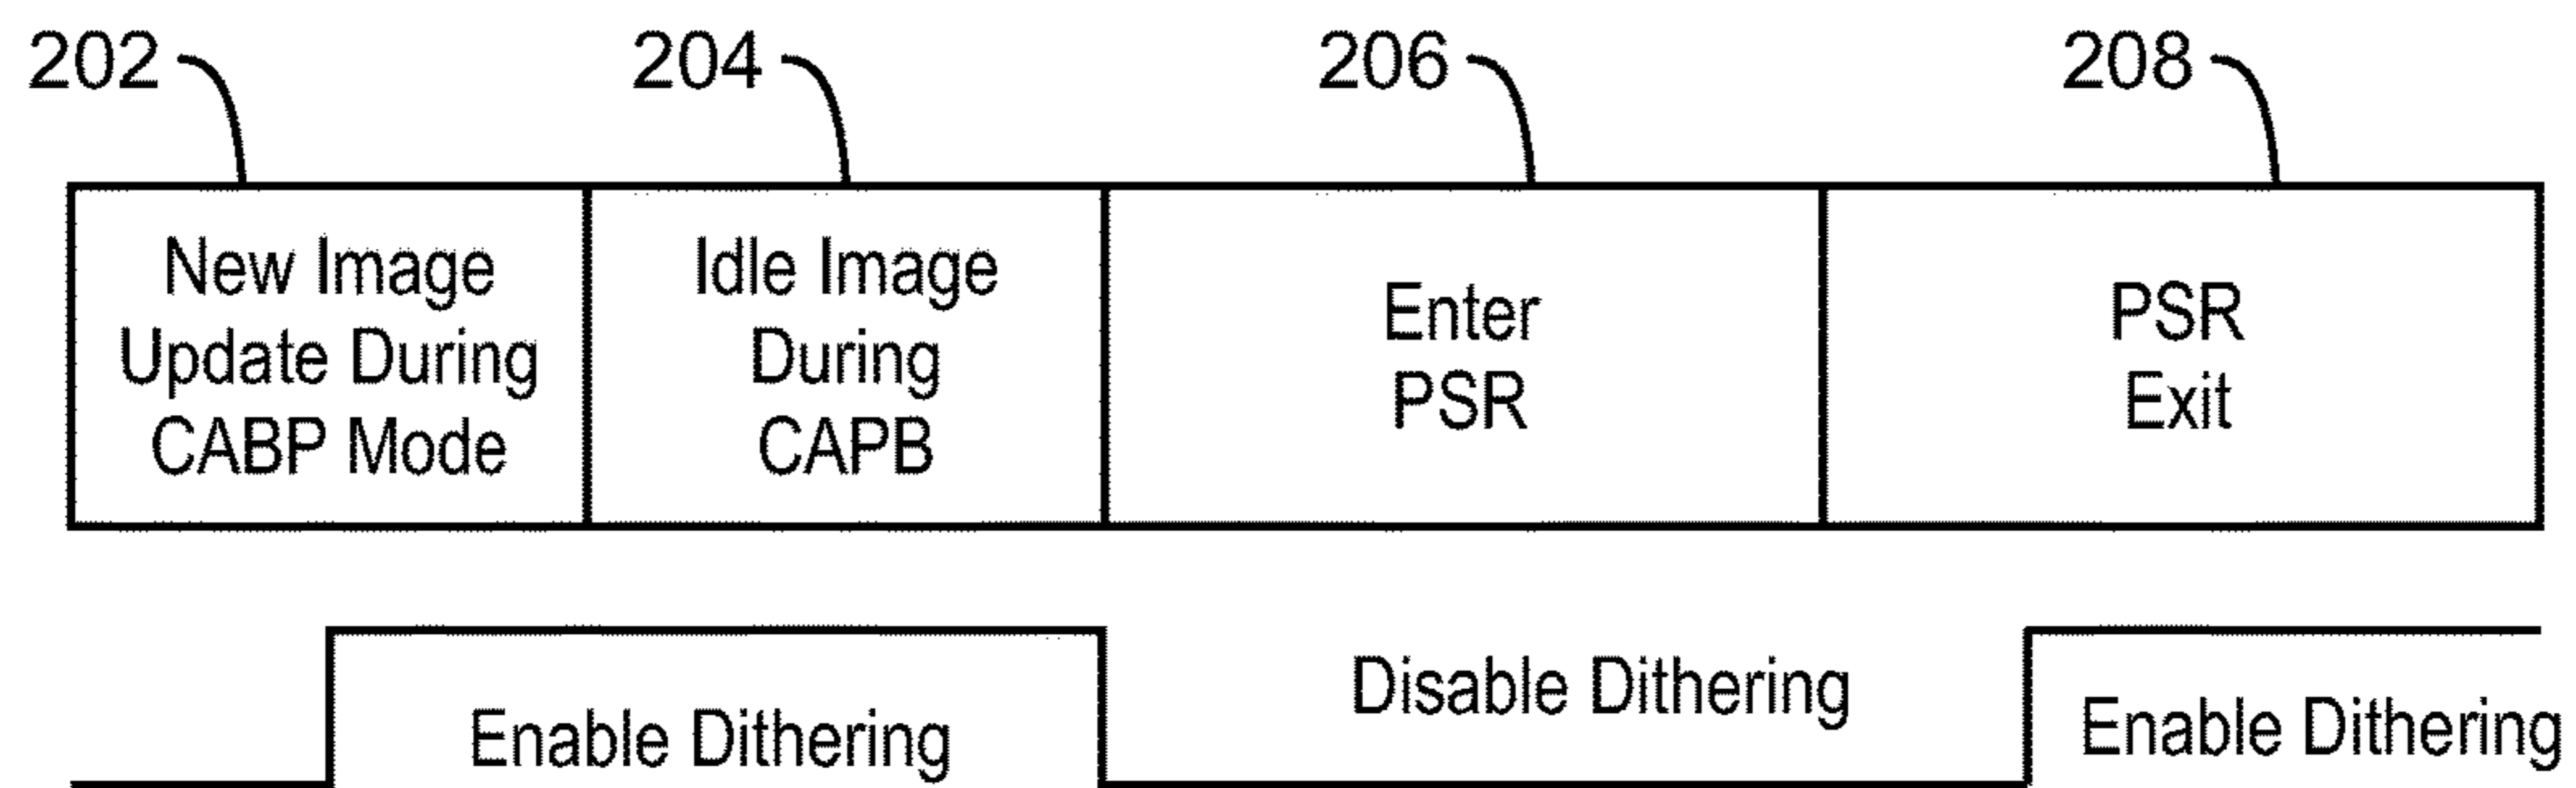 202
204
206
208
New Image
Update During
CABP Mode
Idle Image
During
CAPB
Enter
PSR
PSR
Exit
Enable Dithering
Disable Dithering
Enable Dithering